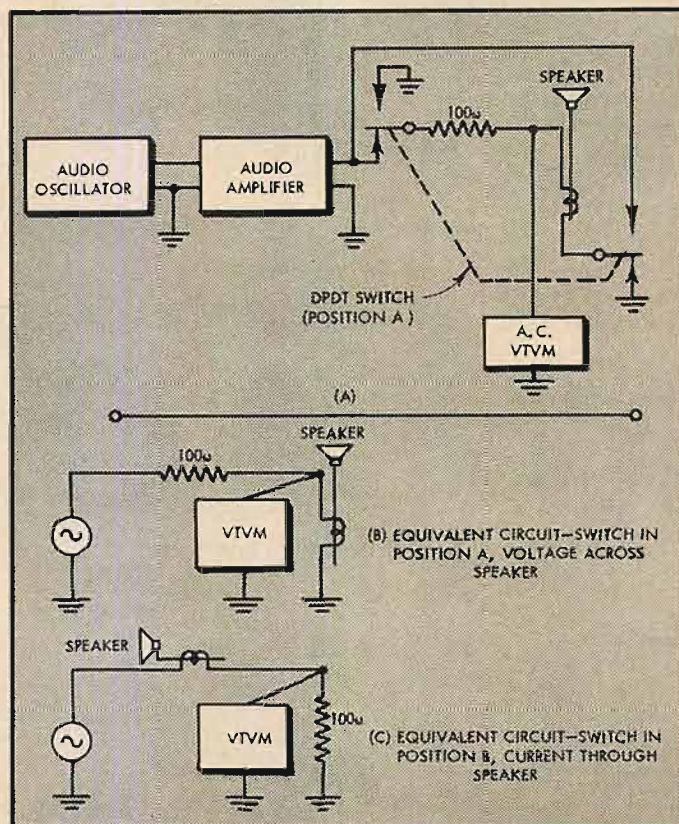 SPEAKER
100ω
AUDIO
OSCILLATOR
AUDIO
AMPLIFIER
DPDT SWITCH
(POSITION A)
A.C.
VTVM
(A)
SPEAKER
100ω
VTVM
(B) EQUIVALENT CIRCUIT—SWITCH IN
POSITION A, VOLTAGE ACROSS
SPEAKER
SPEAKER
100ω
VTVM
(C) EQUIVALENT CIRCUIT—SWITCH IN
POSITION B, CURRENT THROUGH
SPEAKER